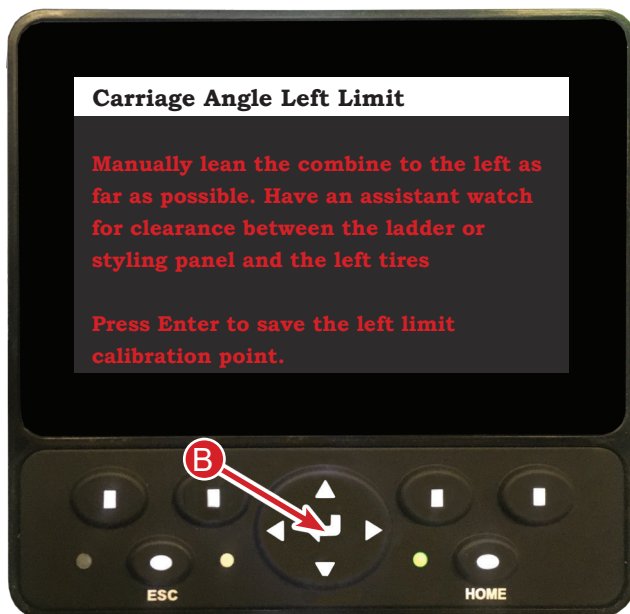 Carriage Angle Left Limit
Manually lean the combine to the left as
far as possible. Have an assistant watch
for clearance between the ladder or
styling panel and the left tires
Press Enter to save the left limit
calibration point.
B
ESC
HOME